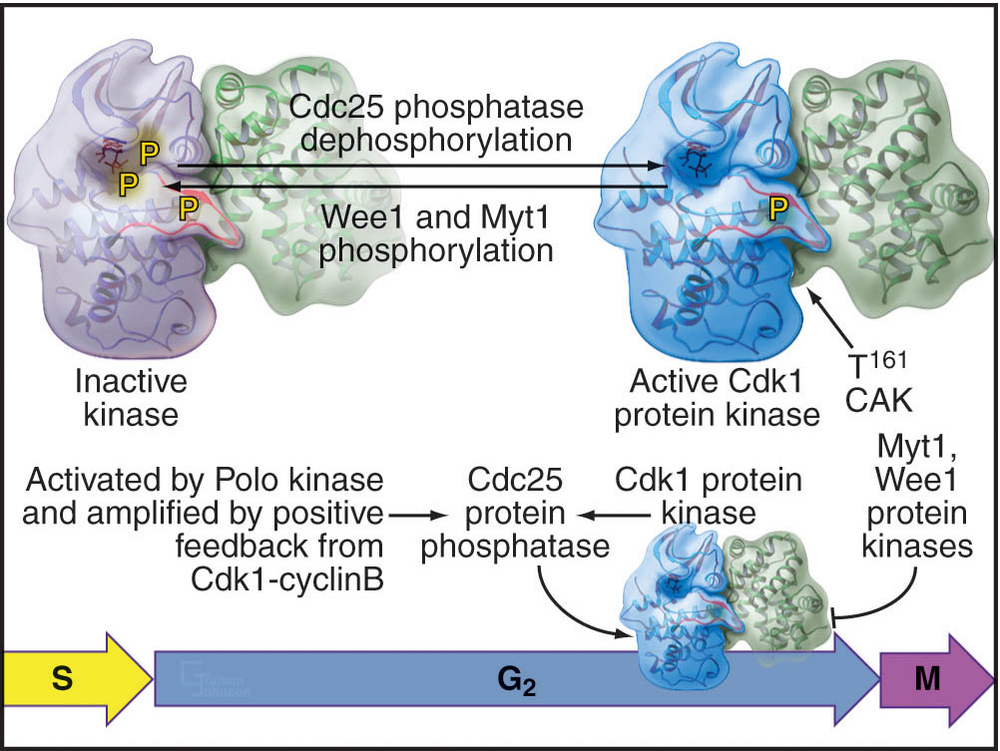 Cdc25 phosphatase
dephosphorylation
P
P
P
Wee1 and Myt1
phosphorylation
P
Inactive
kinase
Active Cdk1
protein kinase
T¹⁶¹
CAK
Activated by Polo kinase
and amplified by positive
feedback from
Cdk1-cyclinB
Cdc25
protein
phosphatase
Cdk1 protein
kinase
Myt1,
Wee1
protein
kinases
S
G₂
M
Graham
Johnson